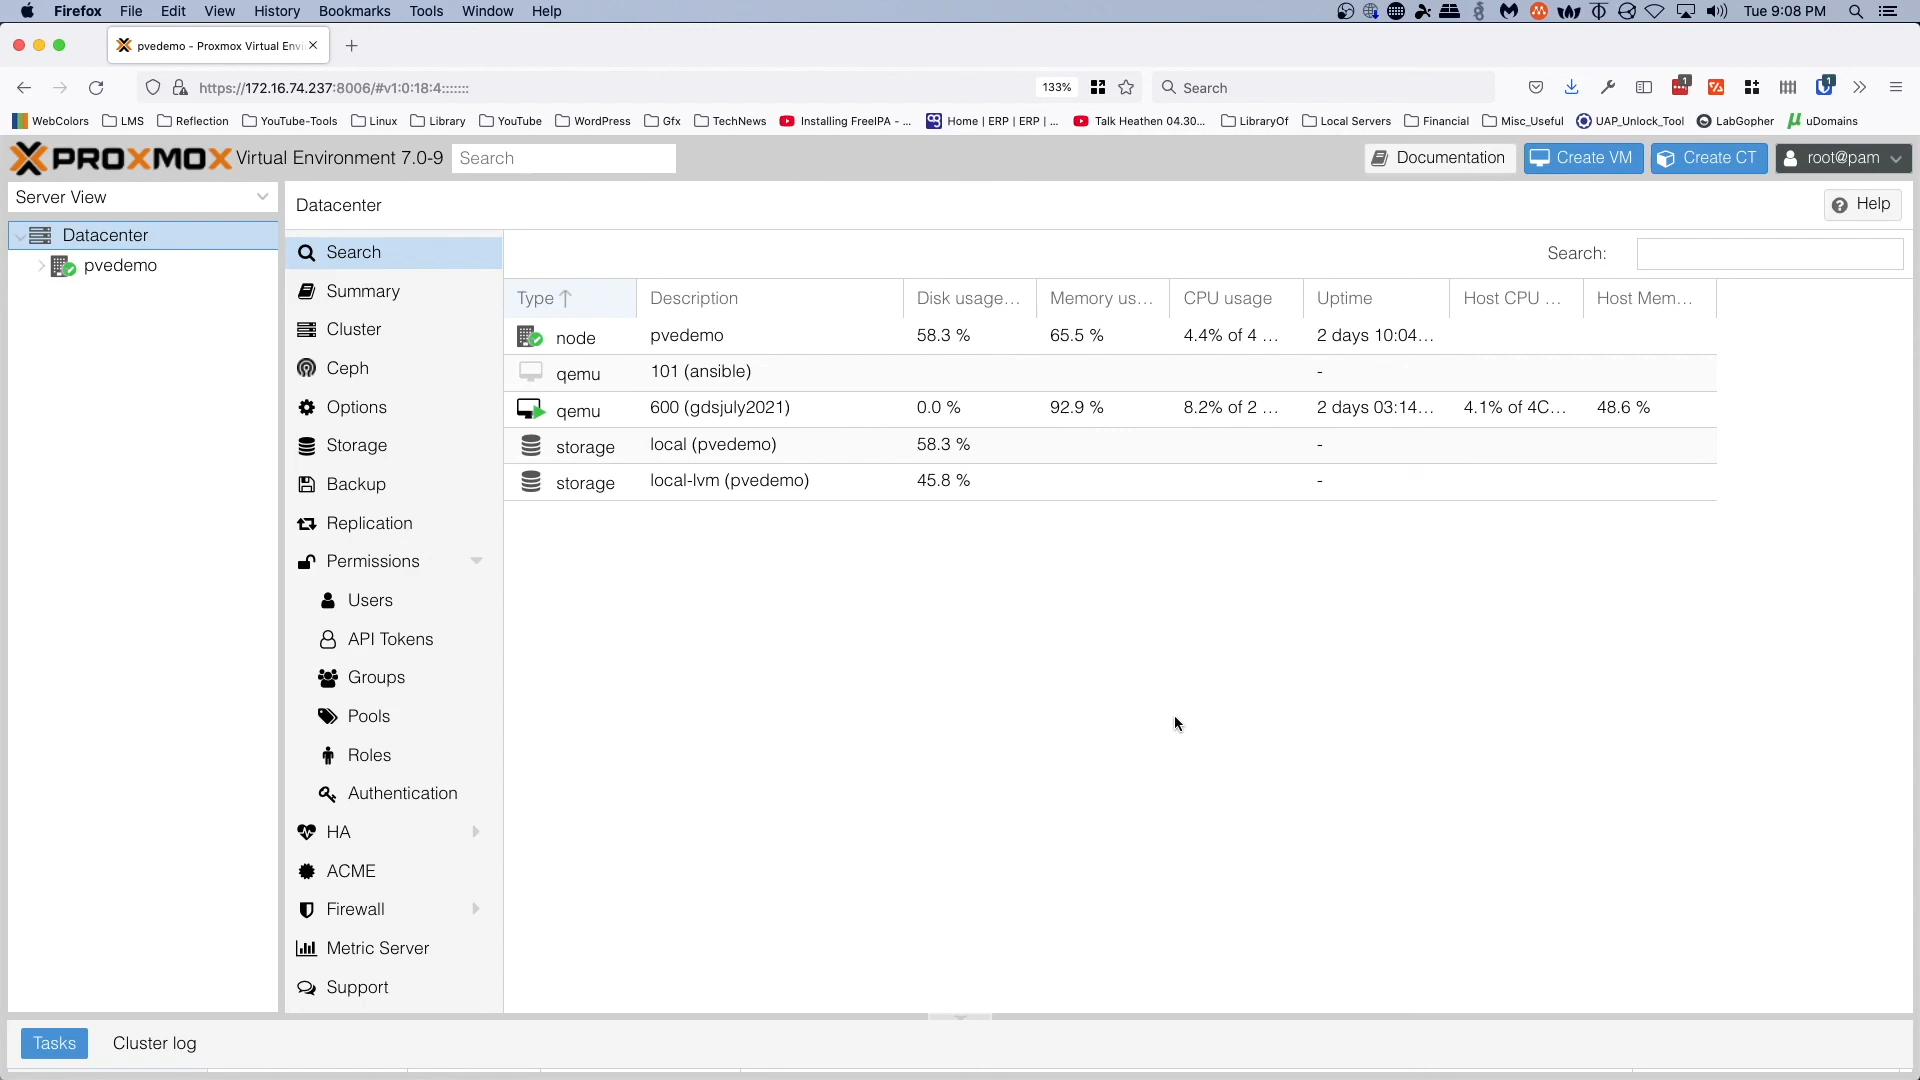 Firefox File Edit View History Bookmarks Tools Window Help Tue 9:08 PM
pvedemo - Proxmox Virtual Envi
https://172.16.74.237:8006/#v1:0:18:4::::::: 133% Search 1 1
WebColors LMS Reflection YouTube-Tools Linux Library YouTube WordPress Gfx TechNews Installing FreeIPA - ... Home | ERP | ERP | ... Talk Heathen 04.30... LibraryOf Local Servers Financial Misc_Useful UAP_Unlock_Tool LabGopher uDomains
PROXMOX Virtual Environment 7.0-9 Search Documentation Create VM Create CT root@pam
Server View
Datacenter
pvedemo
Datacenter Help
Search
Summary
Cluster
Ceph
Options
Storage
Backup
Replication
Permissions
Users
API Tokens
Groups
Pools
Roles
Authentication
HA
ACME
Firewall
Metric Server
Support
Search:
Type Description Disk usage... Memory us... CPU usage Uptime Host CPU ... Host Mem...
node pvedemo 58.3 % 65.5 % 4.4% of 4 ... 2 days 10:04...
qemu 101 (ansible) -
qemu 600 (gdsjuly2021) 0.0 % 92.9 % 8.2% of 2 ... 2 days 03:14... 4.1% of 4C... 48.6 %
storage local (pvedemo) 58.3 % -
storage local-lvm (pvedemo) 45.8 % -
Tasks Cluster log